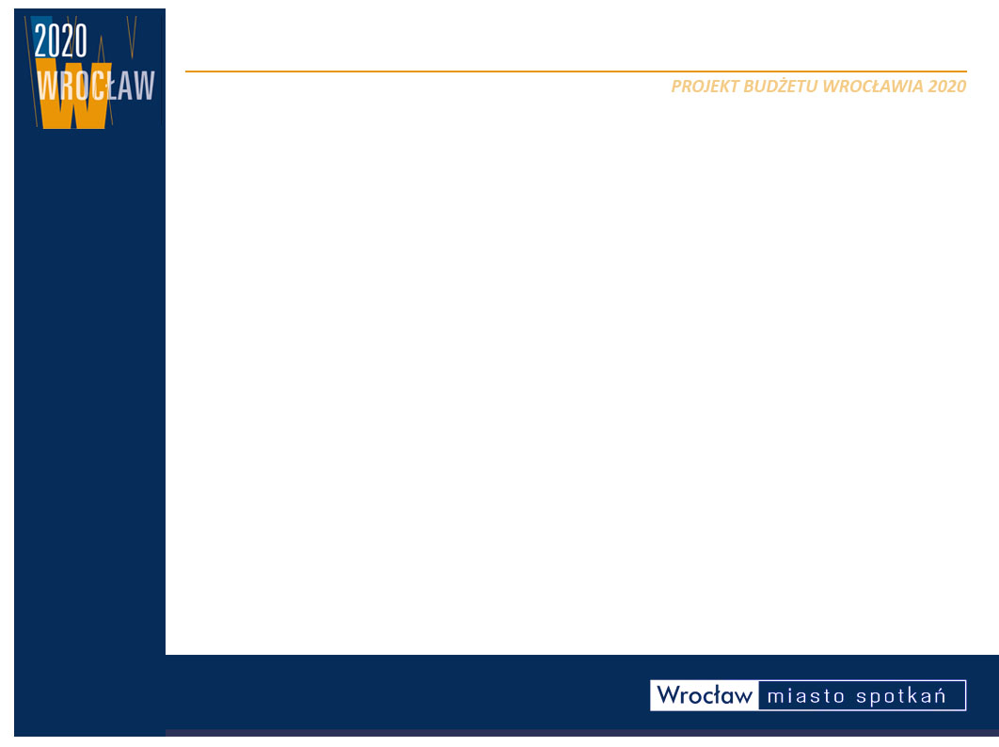 2020
WROCŁAW
PROJEKT BUDŻETU WROCŁAWIA 2020
Wrocław miasto spotkań